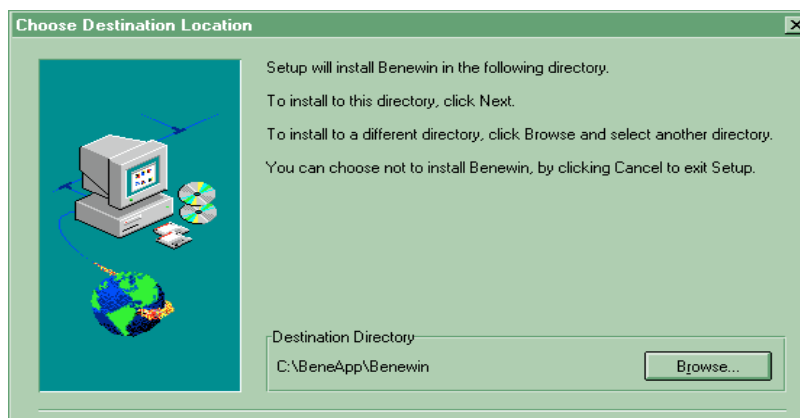 Choose Destination Location
Setup will install Benewin in the following directory.
To install to this directory, click Next.
To install to a different directory, click Browse and select another directory.
You can choose not to install Benewin, by clicking Cancel to exit Setup.
Destination Directory
C:\BeneApp\Benewin
Browse...